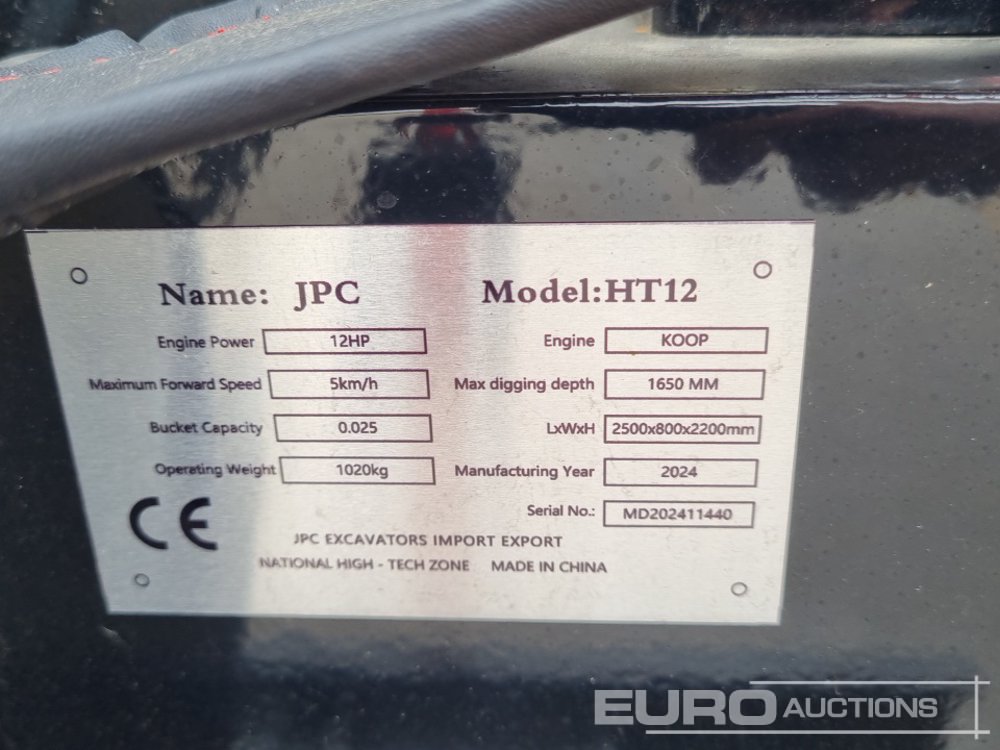 Name: JPC Model:HT12
Engine Power 12HP Engine KOOP
Maximum Forward Speed 5km/h Max digging depth 1650 MM
Bucket Capacity 0.025 LxWxH 2500x800x2200mm
Operating Weight 1020kg Manufacturing Year 2024
Serial No.: MD202411440
CE
JPC EXCAVATORS IMPORT EXPORT
NATIONAL HIGH - TECH ZONE MADE IN CHINA
EURO AUCTIONS